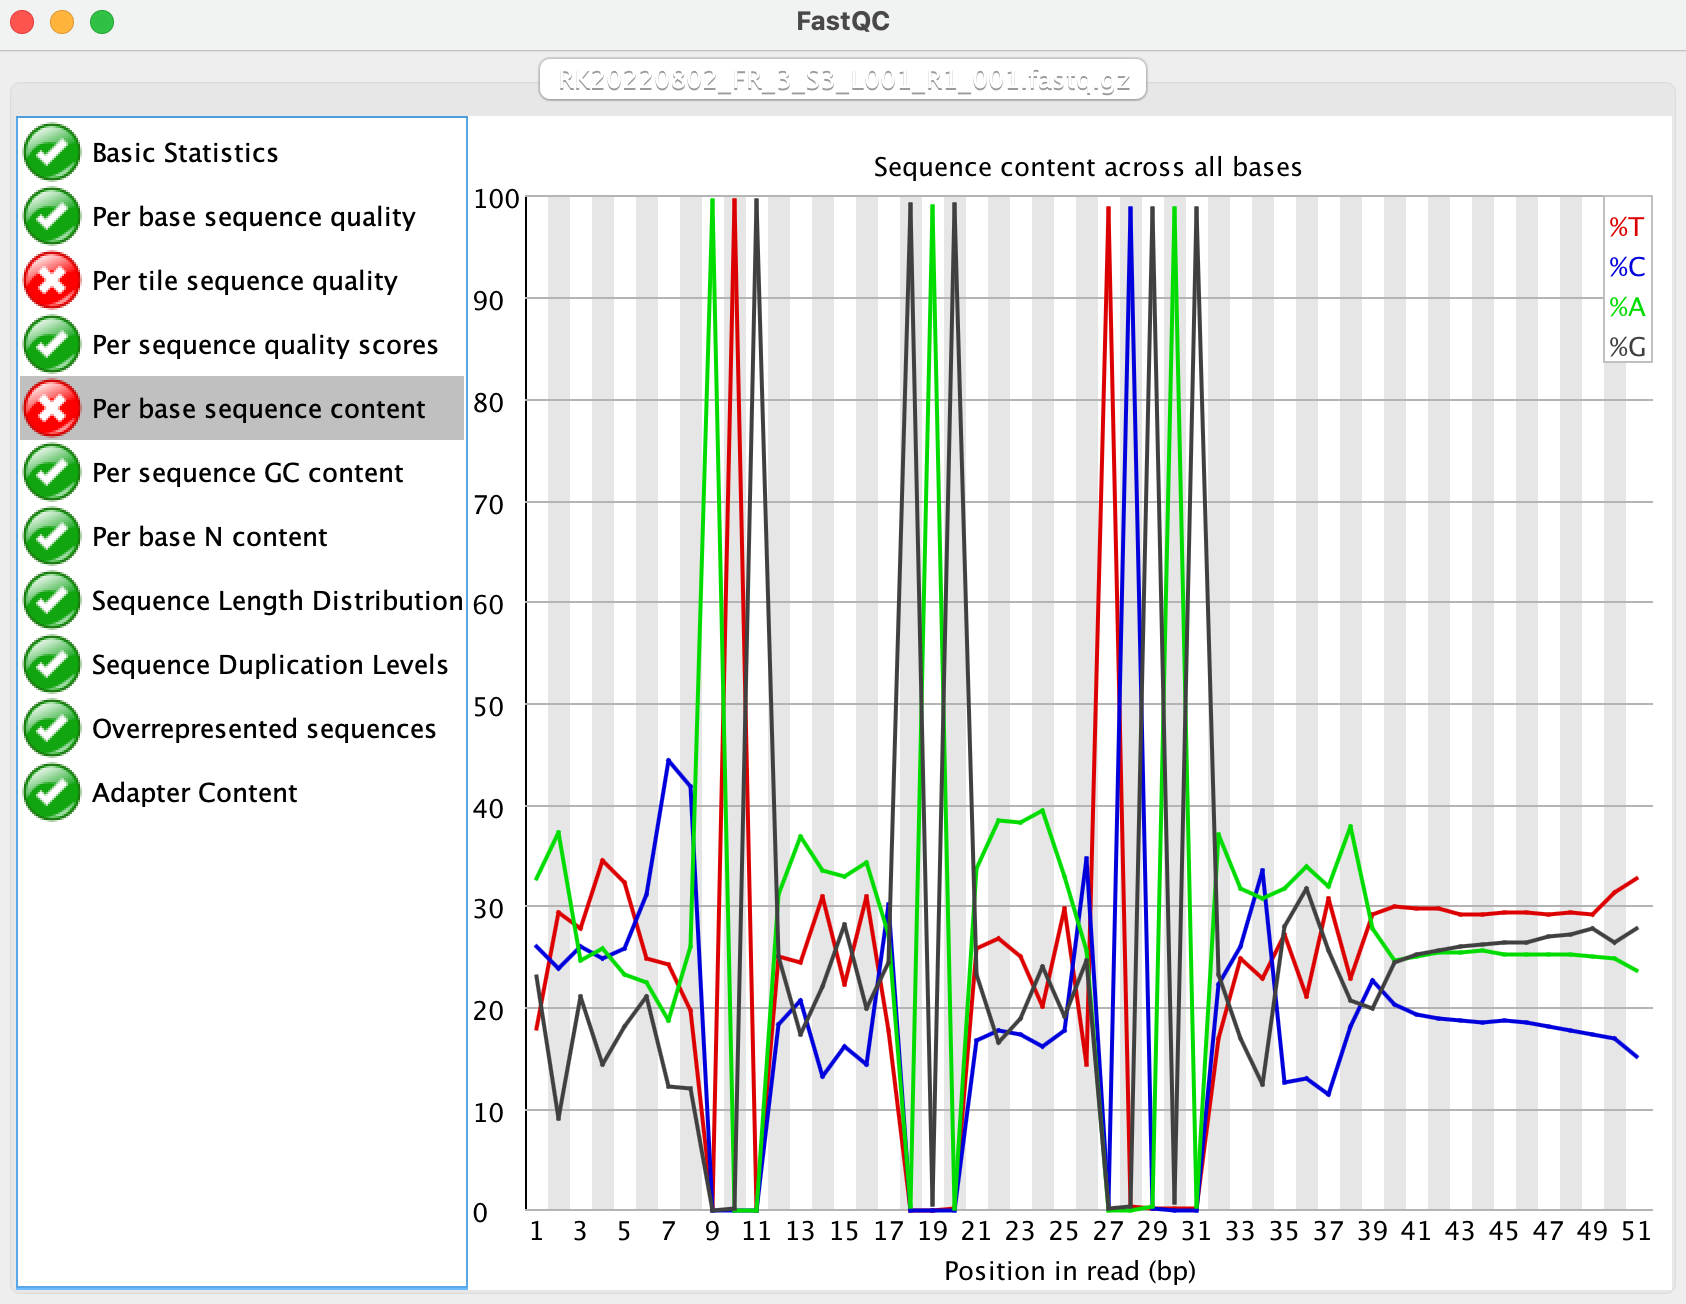 FastQC
RK20220802_FR_3_S3_L001_R1_001.fastq.gz
Basic Statistics
Per base sequence quality
Per tile sequence quality
Per sequence quality scores
Per base sequence content
Per sequence GC content
Per base N content
Sequence Length Distribution
Sequence Duplication Levels
Overrepresented sequences
Adapter Content
Sequence content across all bases
100
90
80
70
60
50
40
30
20
10
0
%T
%C
%A
%G
1 3 5 7 9 11 13 15 17 19 21 23 25 27 29 31 33 35 37 39 41 43 45 47 49 51
Position in read (bp)